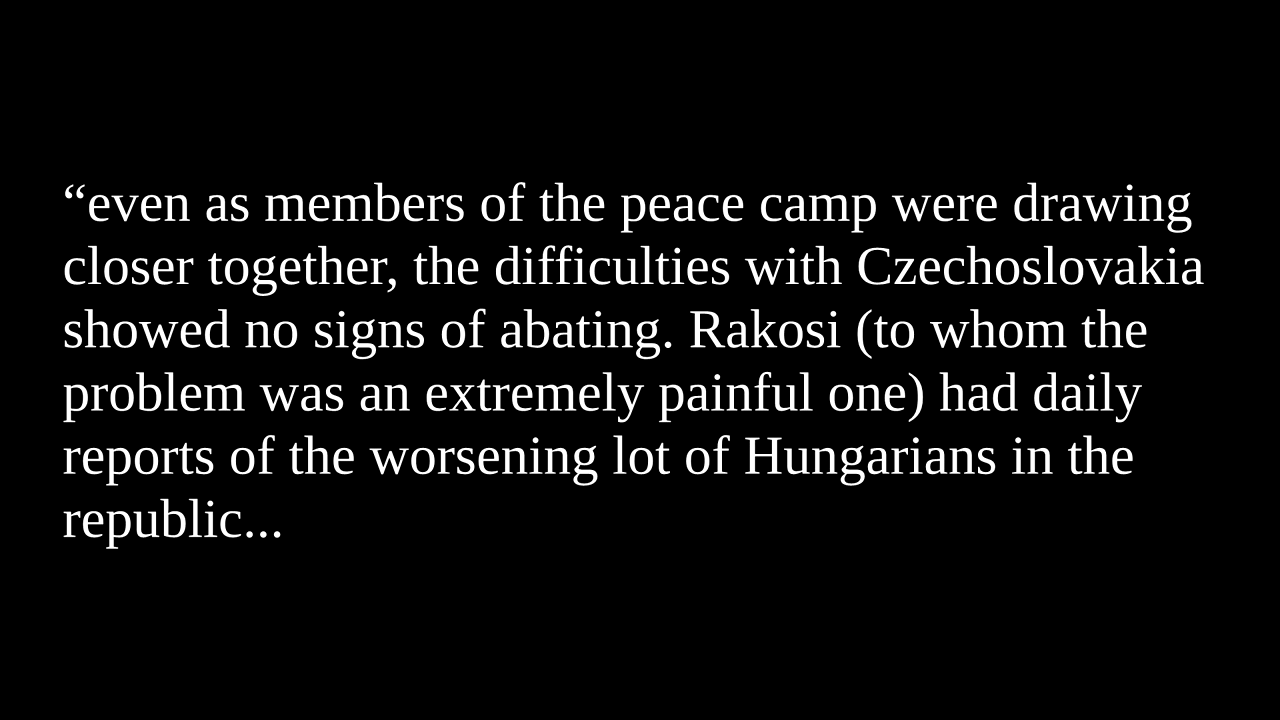 “even as members of the peace camp were drawing
closer together, the difficulties with Czechoslovakia
showed no signs of abating. Rakosi (to whom the
problem was an extremely painful one) had daily
reports of the worsening lot of Hungarians in the
republic...